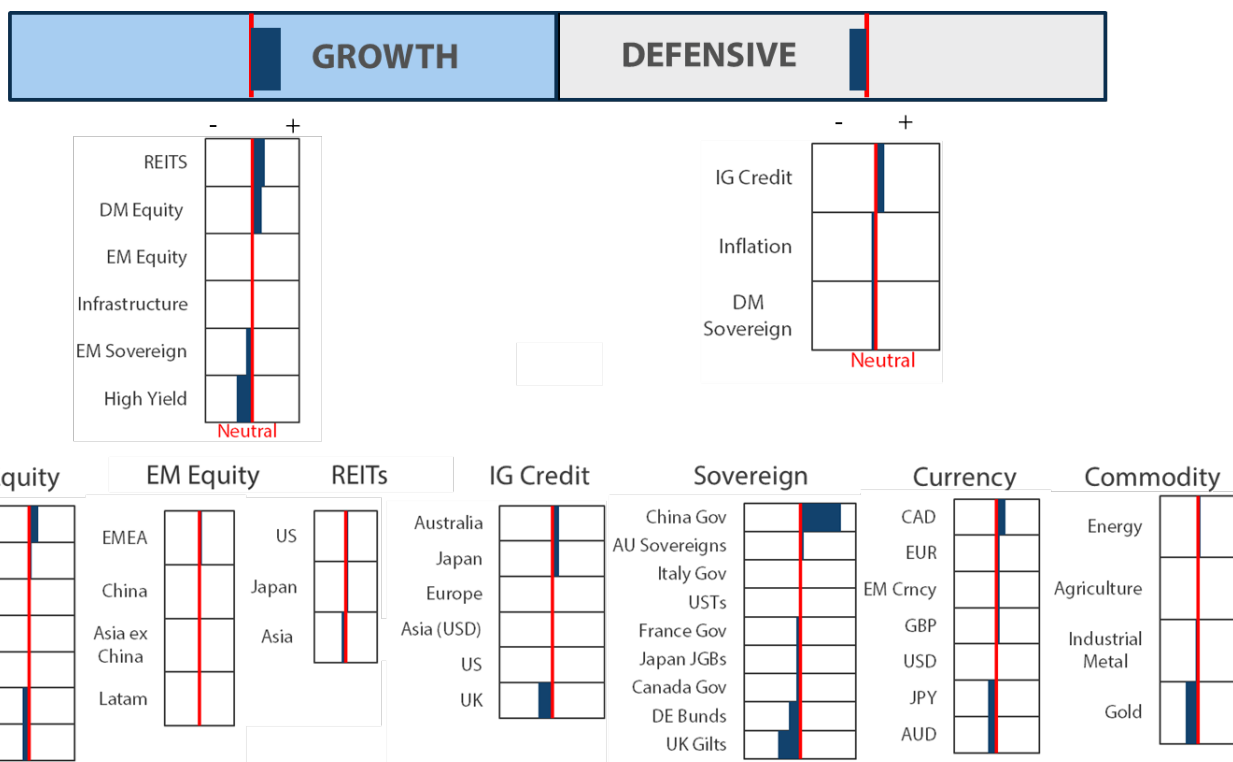 GROWTH
DEFENSIVE
- +
REITS
DM Equity
EM Equity
Infrastructure
EM Sovereign
High Yield
Neutral
- +
IG Credit
Inflation
DM
Sovereign
Neutral
quity
EM Equity
EMEA
China
Asia ex
China
Latam
REITs
US
Japan
Asia
IG Credit
Australia
Japan
Europe
Asia (USD)
US
UK
Sovereign
China Gov
AU Sovereigns
Italy Gov
USTs
France Gov
Japan JGBs
Canada Gov
DE Bunds
UK Gilts
Currency
CAD
EUR
EM Crncy
GBP
USD
JPY
AUD
Commodity
Energy
Agriculture
Industrial
Metal
Gold